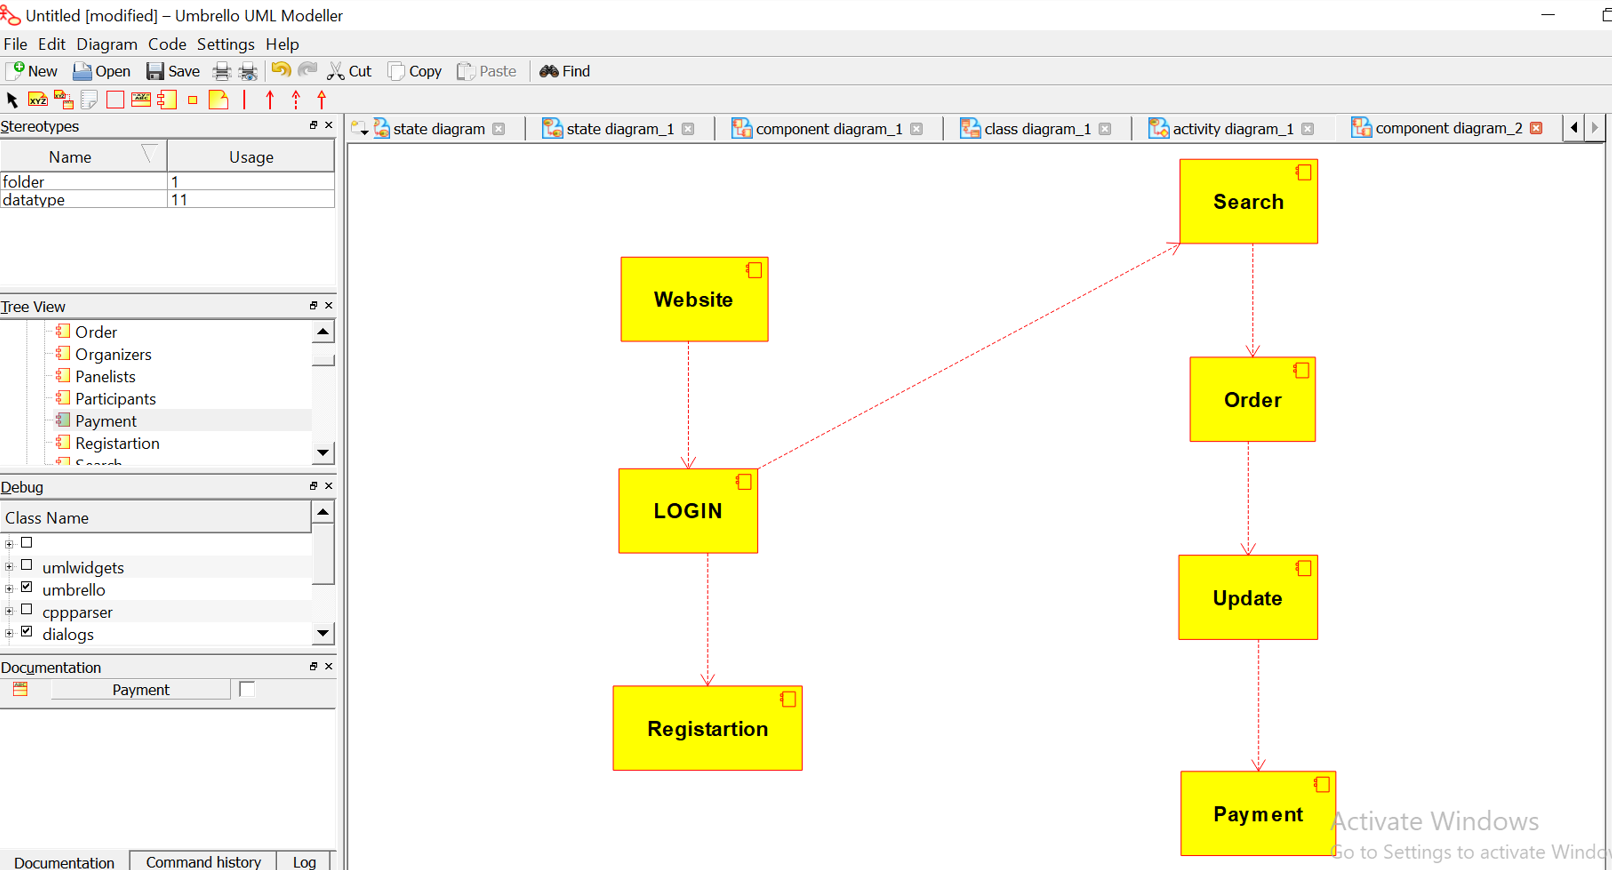 Untitled [modified] – Umbrello UML Modeller
File Edit Diagram Code Settings Help
New Open Save Cut Copy Paste Find
Stereotypes
state diagram state diagram_1 component diagram_1 class diagram_1 activity diagram_1 component diagram_2
Name Usage
folder 1
datatype 11
Search
Website
Tree View
Order
Organizers
Panelists
Participants
Payment
Registartion
Search
Order
Debug
Class Name
LOGIN
umlwidgets
umbrello
cppparser
dialogs
Update
Documentation
Payment
Registartion
Payment
Activate Windows
Go to Settings to activate Windo
Documentation Command history Log